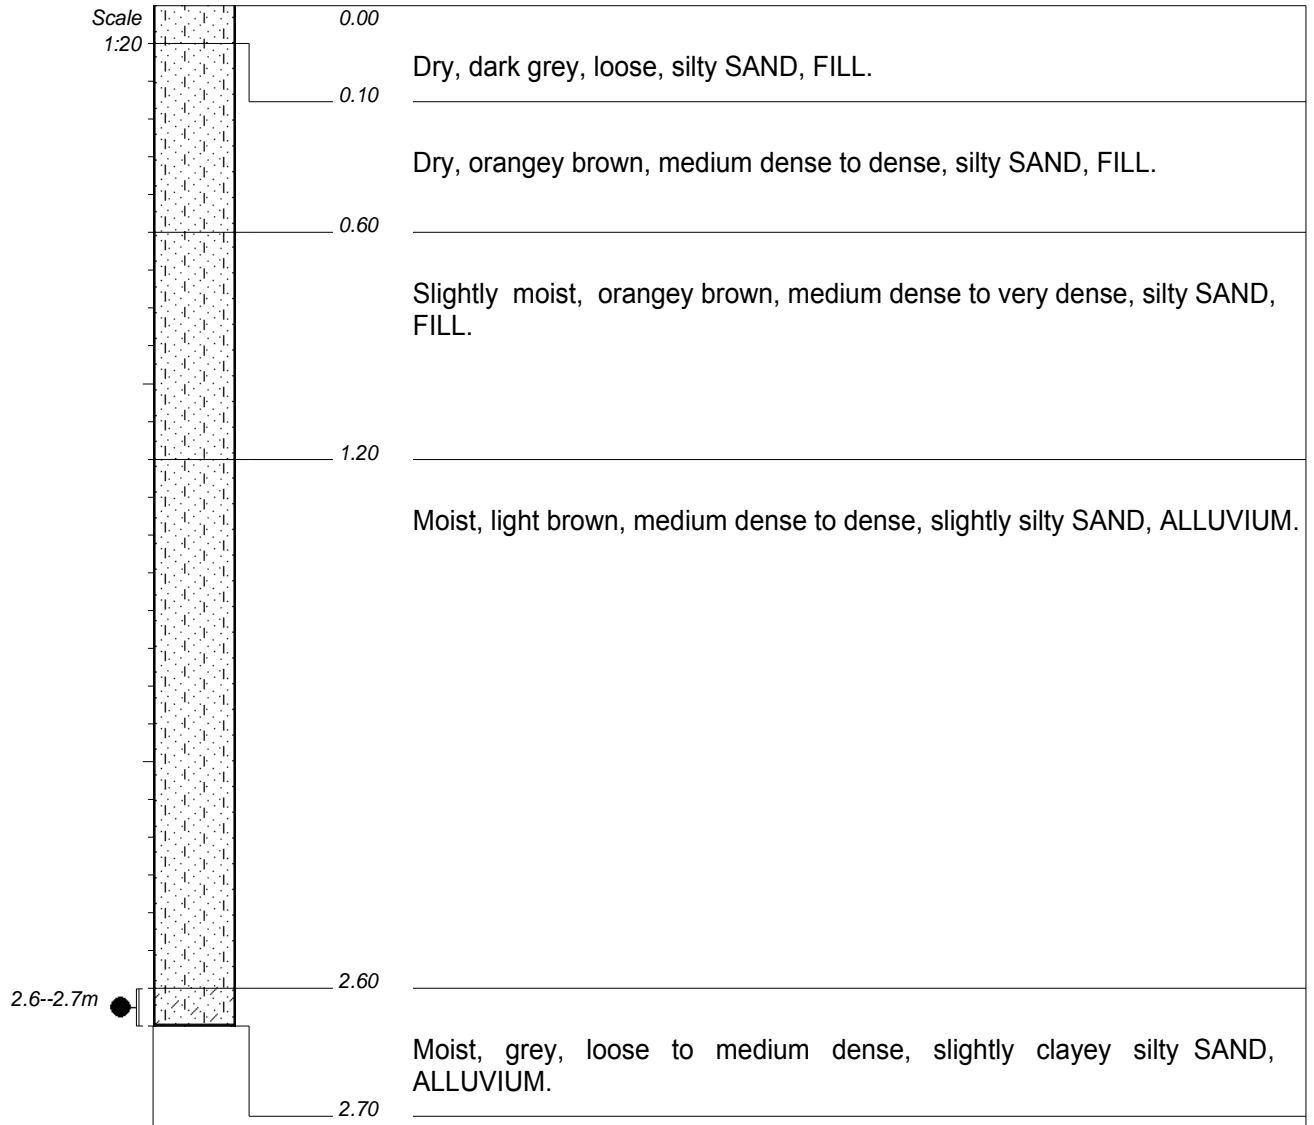 Scale
1:20
0.00
Dry, dark grey, loose, silty SAND, FILL.
0.10
Dry, orangey brown, medium dense to dense, silty SAND, FILL.
0.60
Slightly moist, orangey brown, medium dense to very dense, silty SAND,
FILL.
1.20
Moist, light brown, medium dense to dense, slightly silty SAND, ALLUVIUM.
2.60
2.6--2.7m
Moist, grey, loose to medium dense, slightly clayey silty SAND,
ALLUVIUM.
2.70